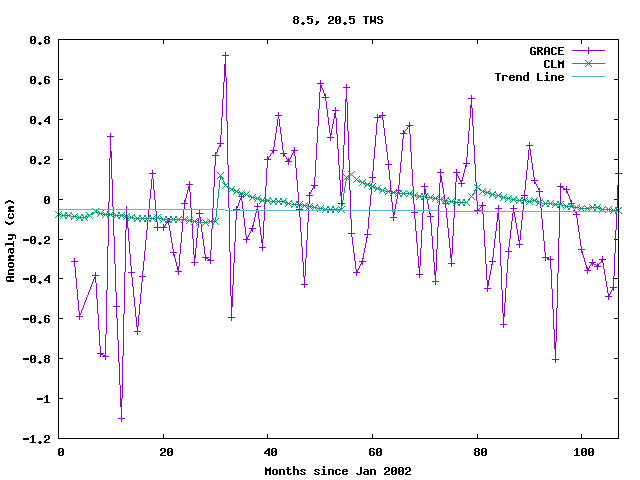 8.5, 20.5 TWS
GRACE
CLM
Trend Line
0.8
0.6
0.4
0.2
0
-0.2
-0.4
-0.6
-0.8
-1
-1.2
Anomaly (cm)
0 20 40 60 80 100
Months since Jan 2002